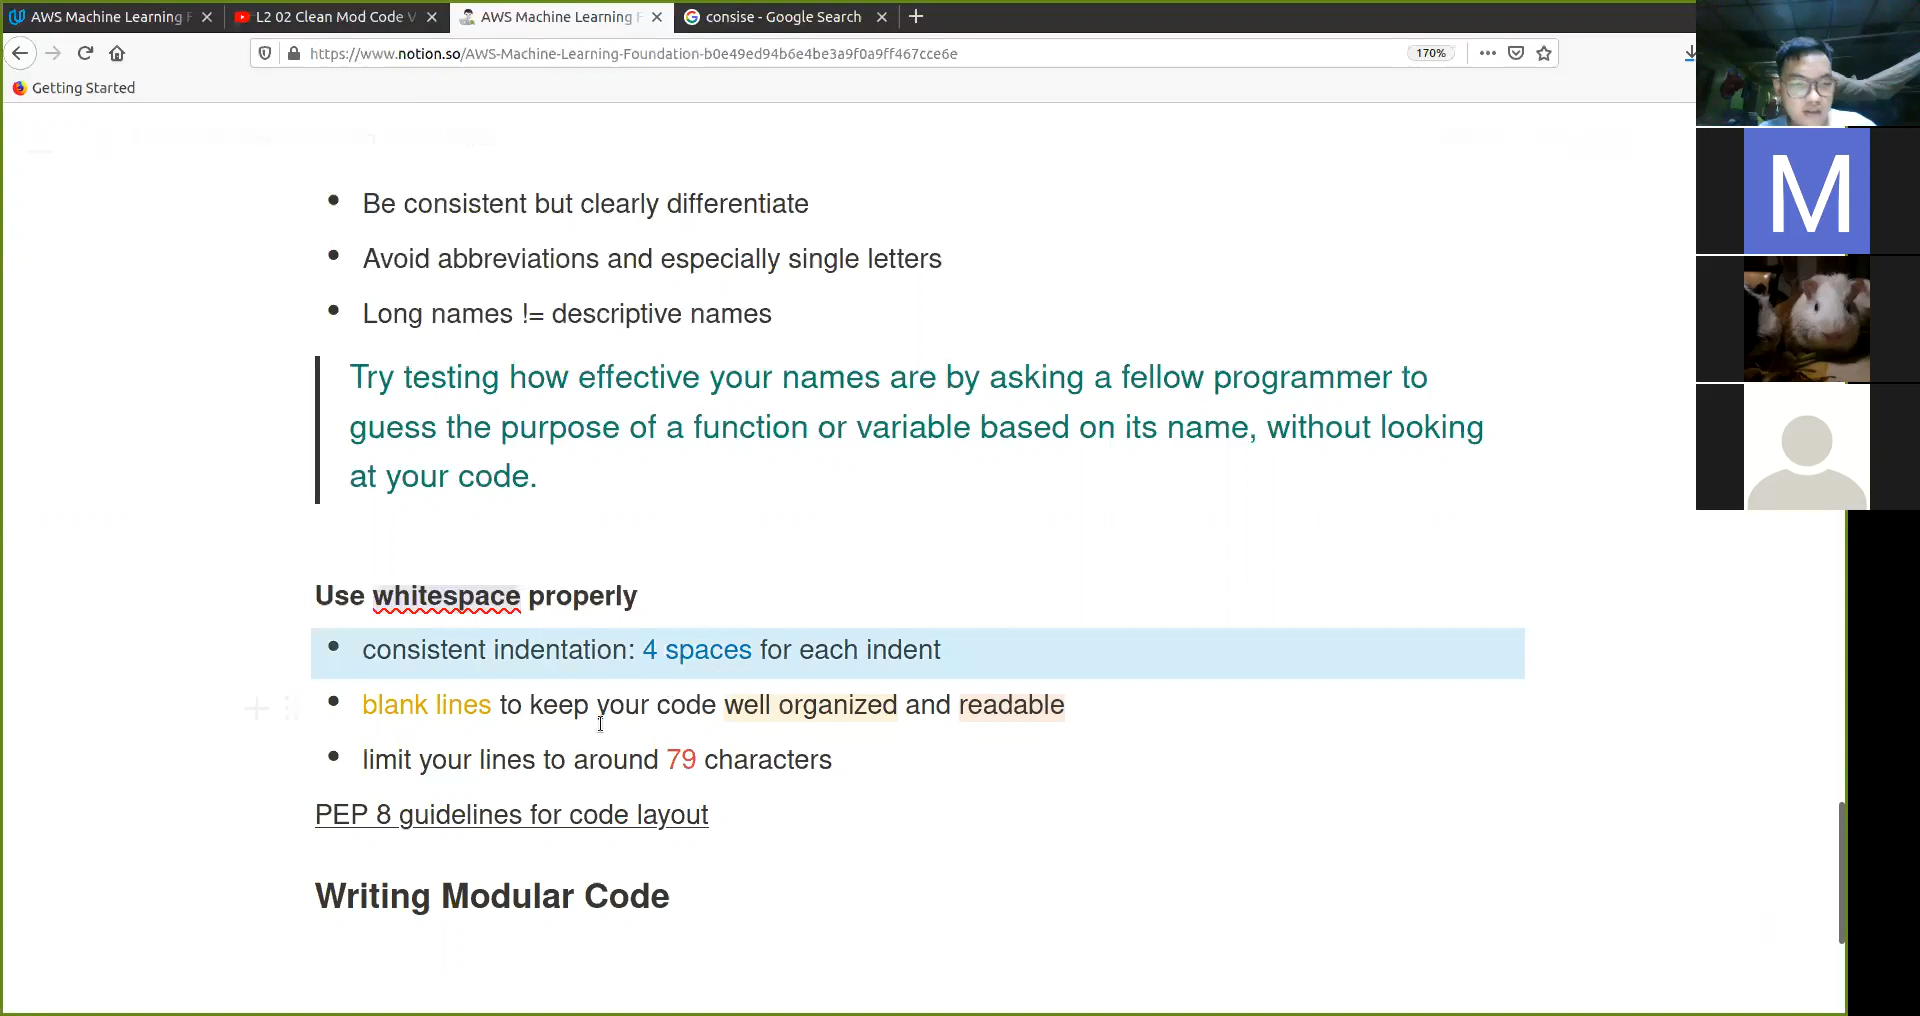 AWS Machine Learning F
L2 02 Clean Mod Code V
AWS Machine Learning F
consise - Google Search
https://www.notion.so/AWS-Machine-Learning-Foundation-b0e49ed94b6e4be3a9f0a9ff467cce6e
170%
Getting Started
• Be consistent but clearly differentiate
• Avoid abbreviations and especially single letters
• Long names != descriptive names
Try testing how effective your names are by asking a fellow programmer to
guess the purpose of a function or variable based on its name, without looking
at your code.
Use whitespace properly
• consistent indentation: 4 spaces for each indent
• blank lines to keep your code well organized and readable
• limit your lines to around 79 characters
PEP 8 guidelines for code layout
Writing Modular Code
M